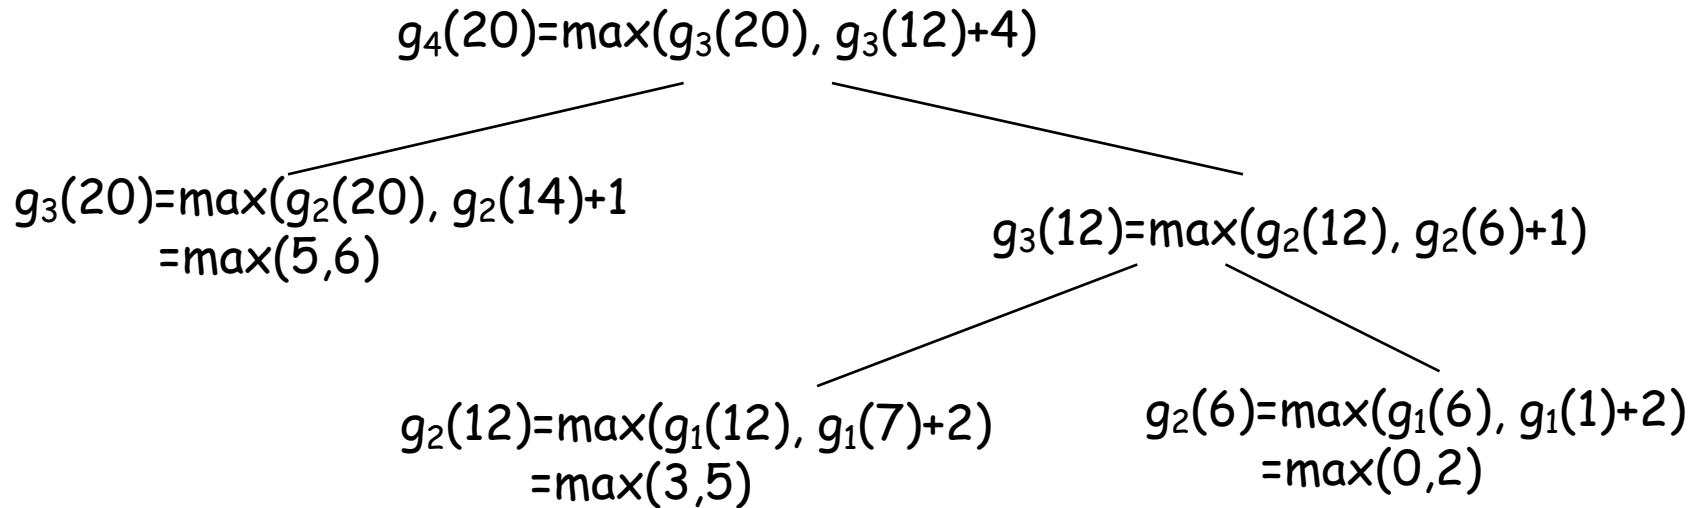 g₄(20)=max(g₃(20), g₃(12)+4)
g₃(20)=max(g₂(20), g₂(14)+1
=max(5,6)
g₃(12)=max(g₂(12), g₂(6)+1)
g₂(12)=max(g₁(12), g₁(7)+2)
=max(3,5)
g₂(6)=max(g₁(6), g₁(1)+2)
=max(0,2)